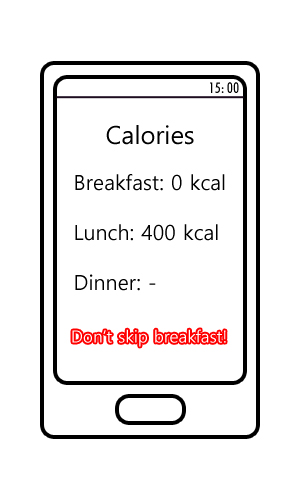 15:00
Calories
Breakfast: 0 kcal
Lunch: 400 kcal
Dinner: -
Don't skip breakfast!